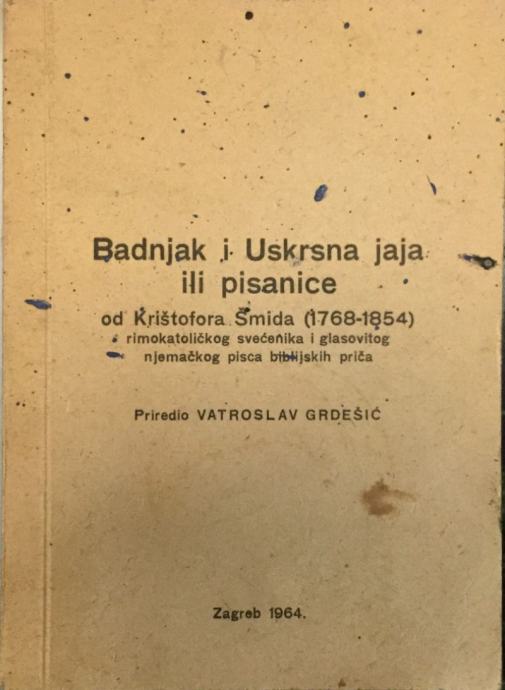 Badnjak i Uskrsna jaja
ili pisanice
od Krištofora Šmida (1768-1854)
rimokatoličkog svećenika i glasovitog
njemačkog pisca biblijskih priča
Priredio VATROSLAV GRDEŠIĆ
Zagreb 1964.